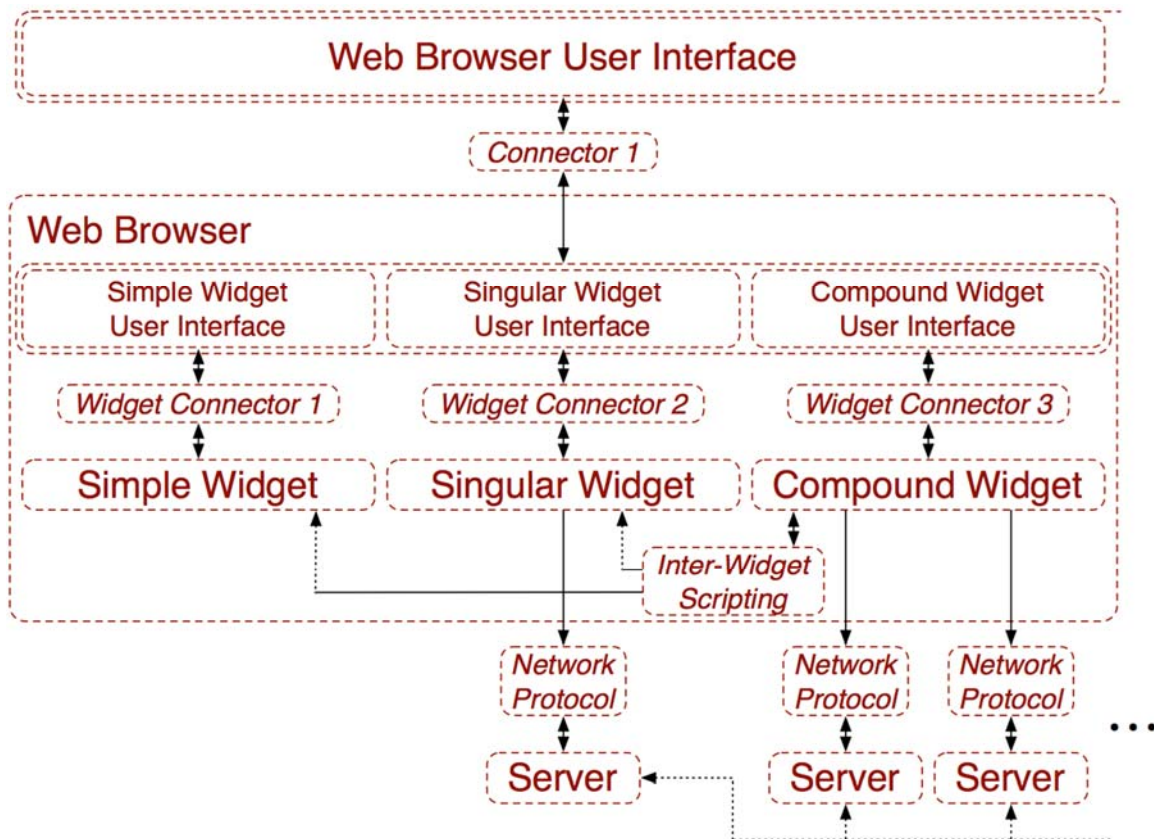 Web Browser User Interface
Connector 1
Web Browser
Simple Widget
User Interface
Singular Widget
User Interface
Compound Widget
User Interface
Widget Connector 1
Widget Connector 2
Widget Connector 3
Simple Widget
Singular Widget
Compound Widget
Inter-Widget
Scripting
Network
Protocol
Network
Protocol
Network
Protocol
...
Server
Server
Server